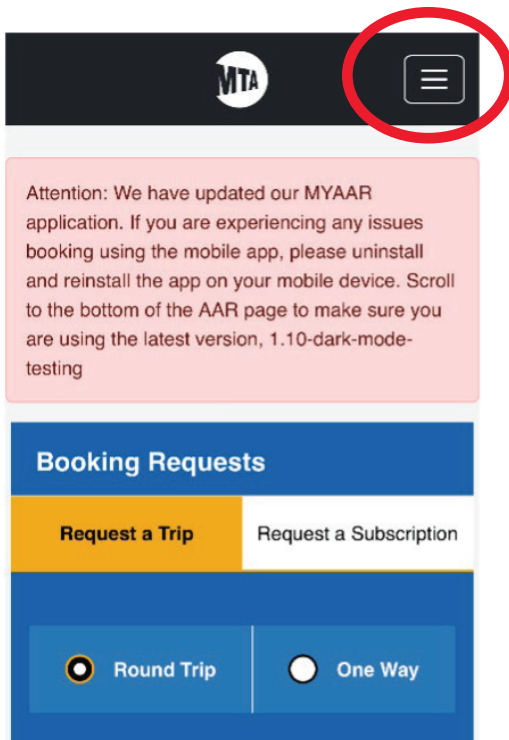 MTA
Attention: We have updated our MYAAR
application. If you are experiencing any issues
booking using the mobile app, please uninstall
and reinstall the app on your mobile device. Scroll
to the bottom of the AAR page to make sure you
are using the latest version, 1.10-dark-mode-
testing
Booking Requests
Request a Trip Request a Subscription
Round Trip One Way